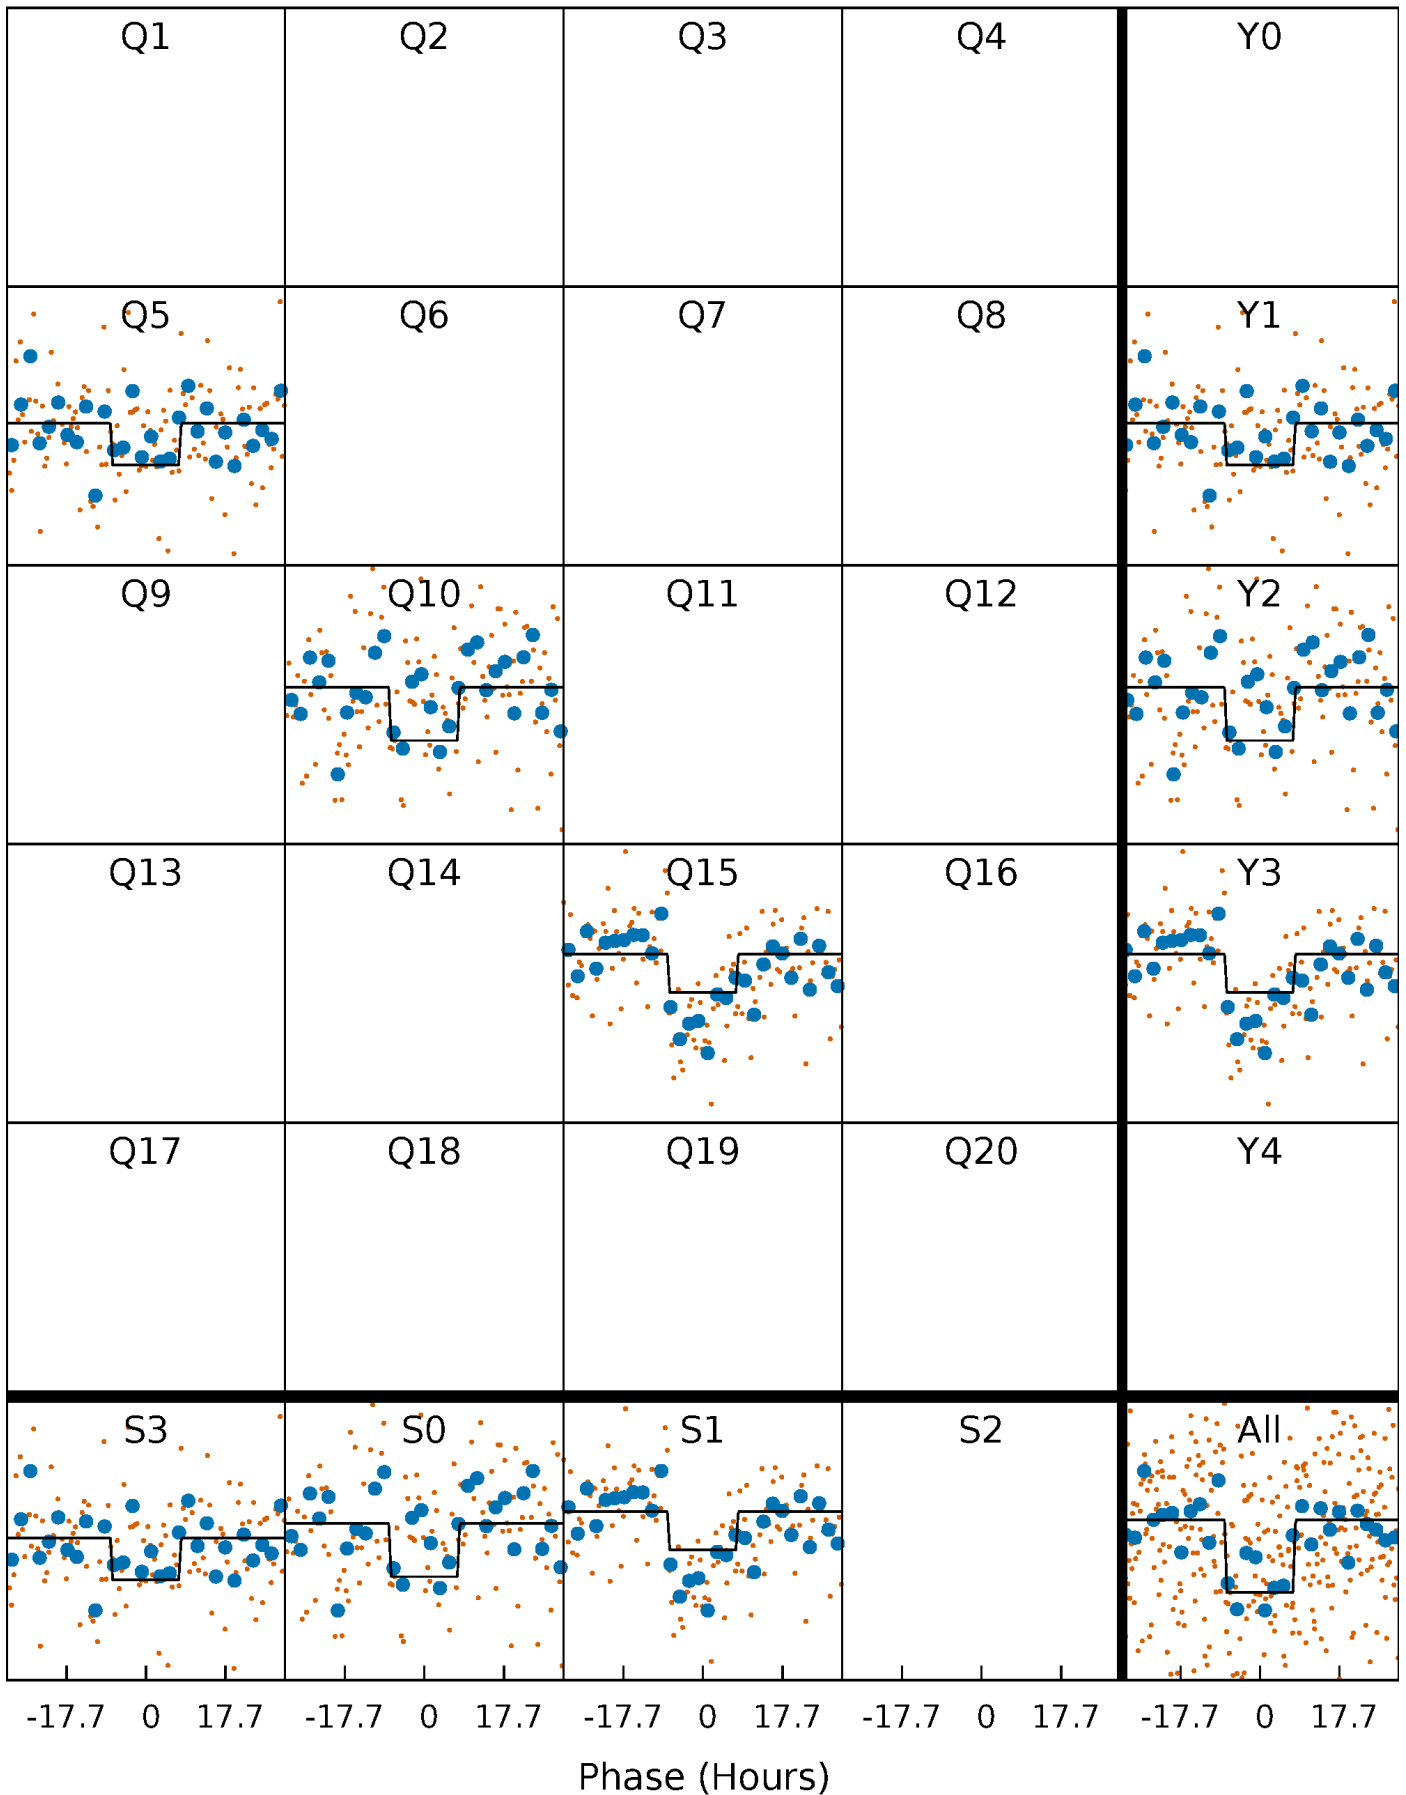 Q1 Q2 Q3 Q4 Y0
Q5 Q6 Q7 Q8 Y1
Q9 Q10 Q11 Q12 Y2
Q13 Q14 Q15 Q16 Y3
Q17 Q18 Q19 Q20 Y4
S3 S0 S1 S2 All
-17.7 0 17.7 -17.7 0 17.7 -17.7 0 17.7 -17.7 0 17.7 -17.7 0 17.7
Phase (Hours)